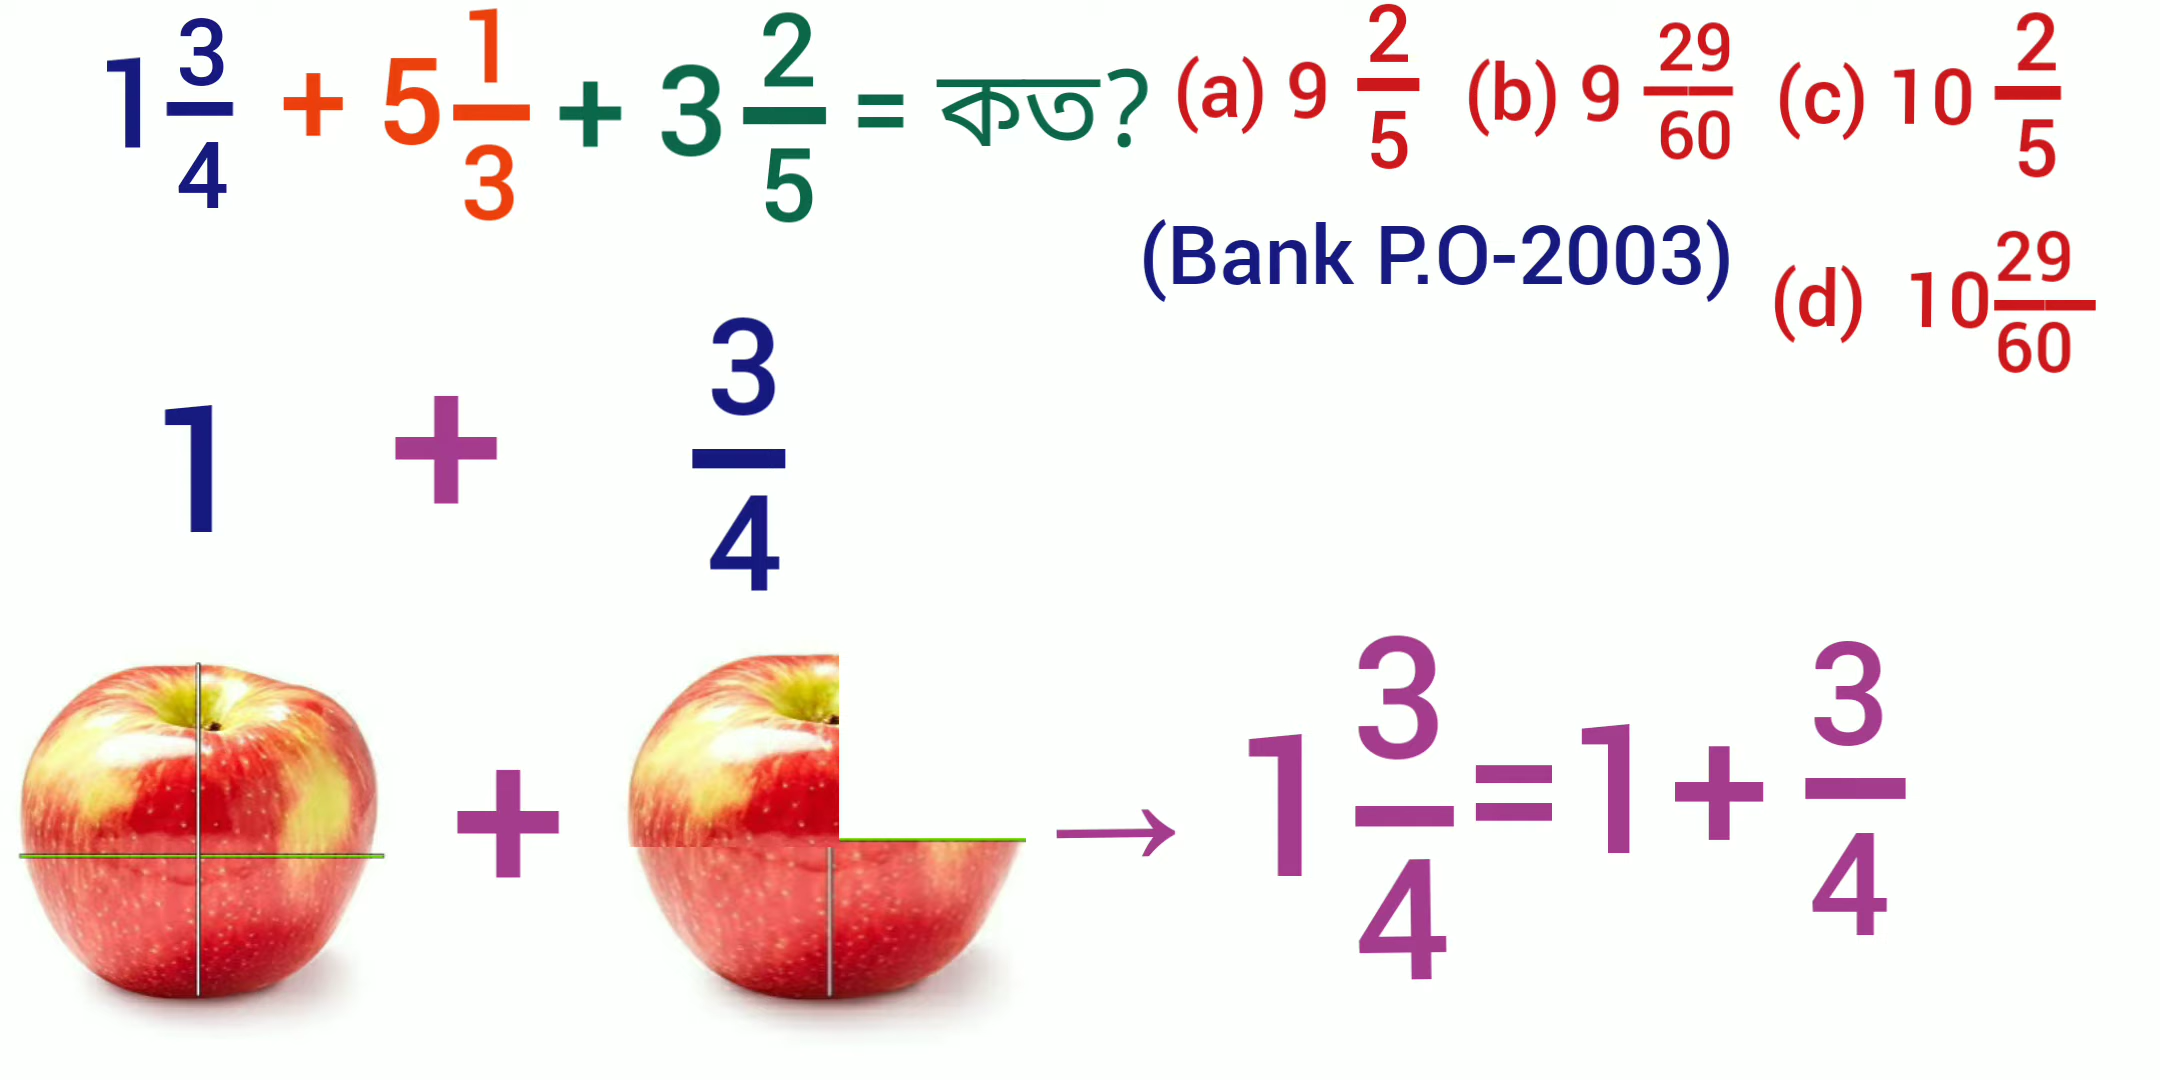 1 3/4 + 5 1/3 + 3 2/5 = কত? (a) 9 2/5 (b) 9 29/60 (c) 10 2/5
(Bank P.O-2003) (d) 10 29/60
1 + 3/4
+ → 1 3/4 = 1 + 3/4